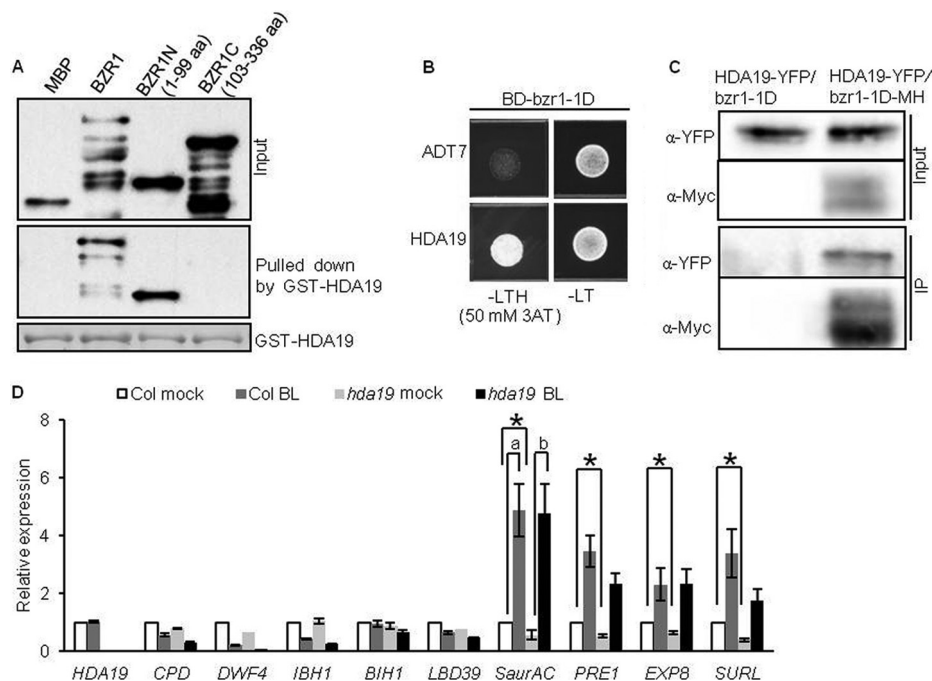 A
MBP
BZR1
BZR1N
(1-99 aa)
BZR1C
(103-336 aa)
Input
Pulled down
by GST-HDA19
GST-HDA19
B
BD-bzr1-1D
ADT7
HDA19
-LTH
(50 mM 3AT)
-LT
C
HDA19-YFP/
bzr1-1D
HDA19-YFP/
bzr1-1D-MH
α-YFP
α-Myc
Input
α-YFP
α-Myc
IP
D
Col mock
Col BL
hda19 mock
hda19 BL
Relative expression
8
6
4
2
0
*
a
b
*
*
*
HDA19
CPD
DWF4
IBH1
BIH1
LBD39
SaurAC
PRE1
EXP8
SURL